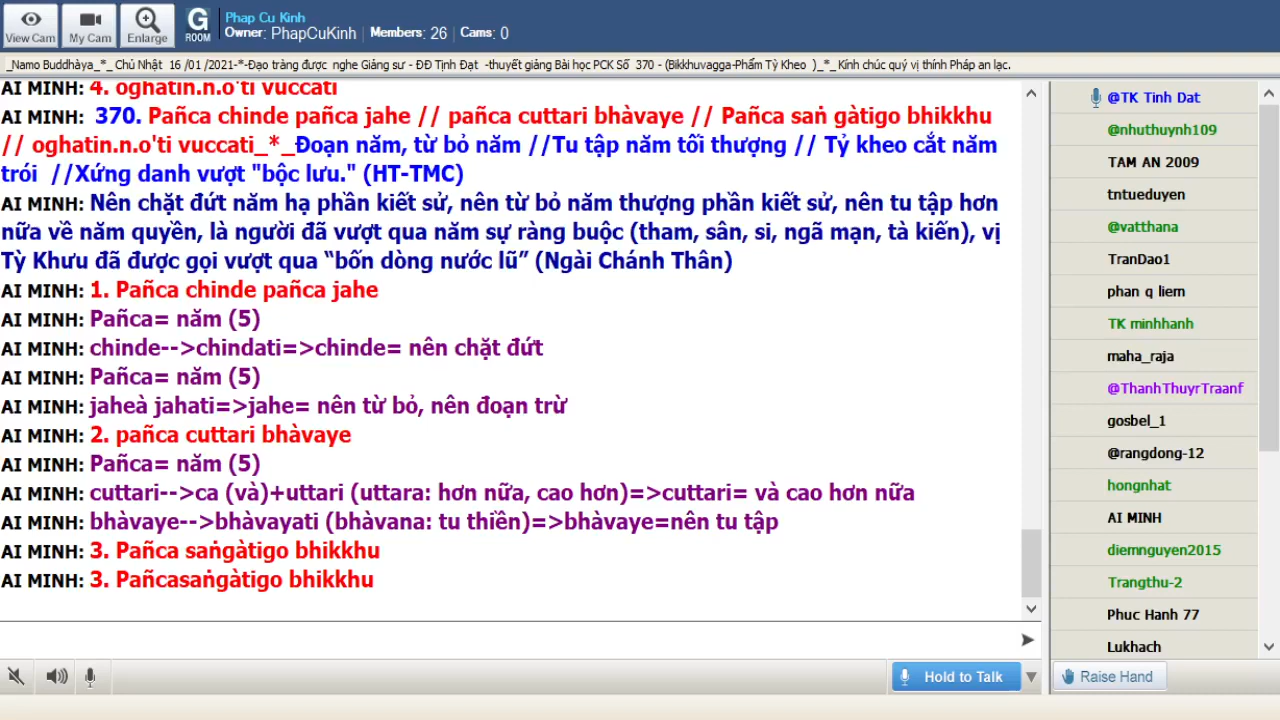 View Cam
My Cam
Enlarge
G
ROOM
Phap Cu Kinh
Owner: PhapCuKinh | Members: 26 | Cams: 0
_Namo Buddhàya_*_ Chủ Nhật 16 /01 /2021-*-Đạo tràng được nghe Giảng sư - ĐĐ Tịnh Đạt -thuyết giảng Bài học PCK Số 370 - (Bikkhuvagga-Phẩm Tỳ Kheo )_*_ Kính chúc quý vị thính Pháp an lạc.
AI MINH: 4. oghatin.n.o'ti vuccati
AI MINH: 370. Pañca chinde pañca jahe // pañca cuttari bhàvaye // Pañca saṅ gàtigo bhikkhu
// oghatin.n.o'ti vuccati_*_Đoạn năm, từ bỏ năm //Tu tập năm tối thượng // Tỷ kheo cắt năm
trói //Xứng danh vượt "bộc lưu." (HT-TMC)
AI MINH: Nên chặt đứt năm hạ phần kiết sử, nên từ bỏ năm thượng phần kiết sử, nên tu tập hơn
nữa về năm quyền, là người đã vượt qua năm sự ràng buộc (tham, sân, si, ngã mạn, tà kiến), vị
Tỳ Khưu đã được gọi vượt qua “bốn dòng nước lũ” (Ngài Chánh Thân)
AI MINH: 1. Pañca chinde pañca jahe
AI MINH: Pañca= năm (5)
AI MINH: chinde-->chindati=>chinde= nên chặt đứt
AI MINH: Pañca= năm (5)
AI MINH: jaheà jahati=>jahe= nên từ bỏ, nên đoạn trừ
AI MINH: 2. pañca cuttari bhàvaye
AI MINH: Pañca= năm (5)
AI MINH: cuttari-->ca (và)+uttari (uttara: hơn nữa, cao hơn)=>cuttari= và cao hơn nữa
AI MINH: bhàvaye-->bhàvayati (bhàvana: tu thiền)=>bhàvaye=nên tu tập
AI MINH: 3. Pañca saṅgàtigo bhikkhu
AI MINH: 3. Pañcasaṅgàtigo bhikkhu
@TK Tinh Dat
@nhuthuynh109
TAM AN 2009
tntueduyen
@vatthana
TranDao1
phan q liem
TK minhhanh
maha_raja
@ThanhThuyrTraanf
gosbel_1
@rangdong-12
hongnhat
AI MINH
diemnguyen2015
Trangthu-2
Phuc Hanh 77
Lukhach
Hold to Talk
Raise Hand